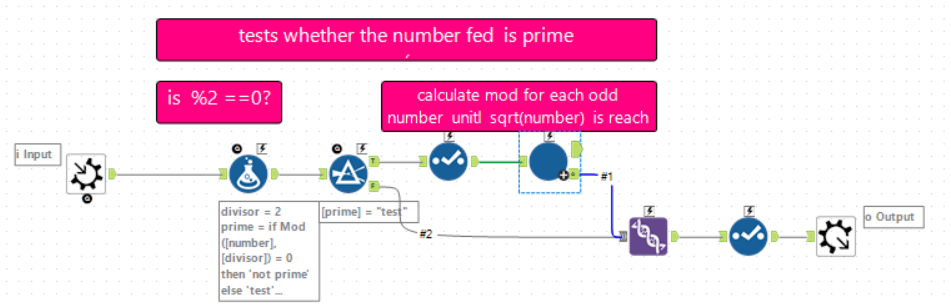 tests whether the number fed is prime
is %2 ==0?
calculate mod for each odd
number unitl sqrt(number) is reach
i Input
T
F
#1
#2
o Output
divisor = 2
prime = if Mod
([number],
[divisor]) = 0
then 'not prime'
else 'test'...
[prime] = "test"